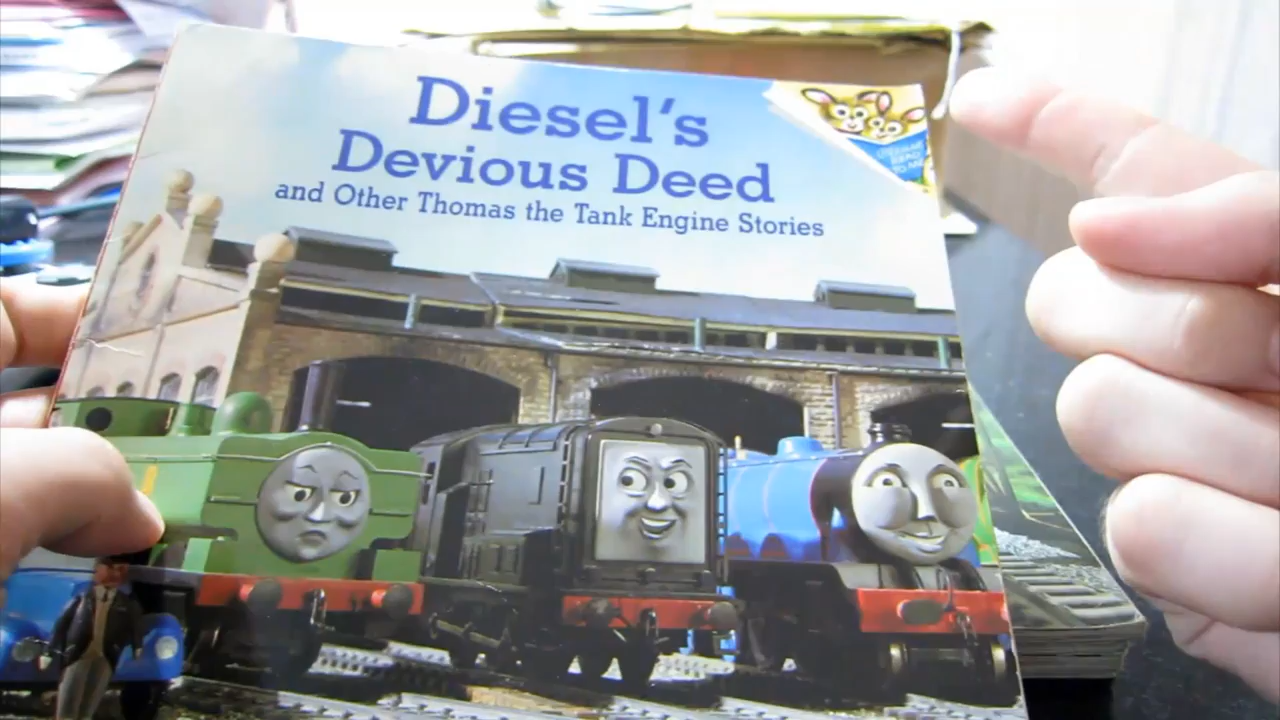 Diesel's
Devious Deed
and Other Thomas the Tank Engine Stories